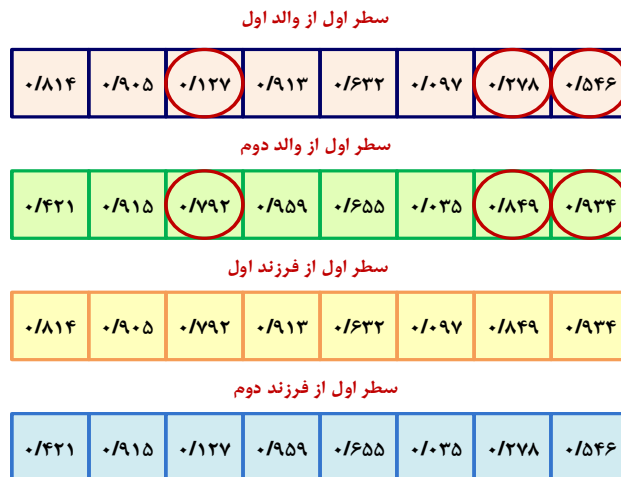 سطر اول از والد اول
۰/۸۱۴ ۰/۹۰۵ ۰/۱۲۷ ۰/۹۱۳ ۰/۶۳۲ ۰/۰۹۷ ۰/۲۷۸ ۰/۵۴۶
سطر اول از والد دوم
۰/۴۲۱ ۰/۹۱۵ ۰/۷۹۲ ۰/۹۵۹ ۰/۶۵۵ ۰/۰۳۵ ۰/۸۴۹ ۰/۹۳۴
سطر اول از فرزند اول
۰/۸۱۴ ۰/۹۰۵ ۰/۷۹۲ ۰/۹۱۳ ۰/۶۳۲ ۰/۰۹۷ ۰/۸۴۹ ۰/۹۳۴
سطر اول از فرزند دوم
۰/۴۲۱ ۰/۹۱۵ ۰/۱۲۷ ۰/۹۵۹ ۰/۶۵۵ ۰/۰۳۵ ۰/۲۷۸ ۰/۵۴۶